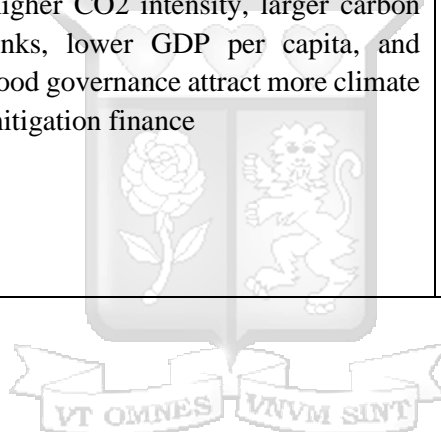 higher CO2 intensity, larger carbon
sinks, lower GDP per capita, and
good governance attract more climate
mitigation finance
VT OMNES VNVM SINT